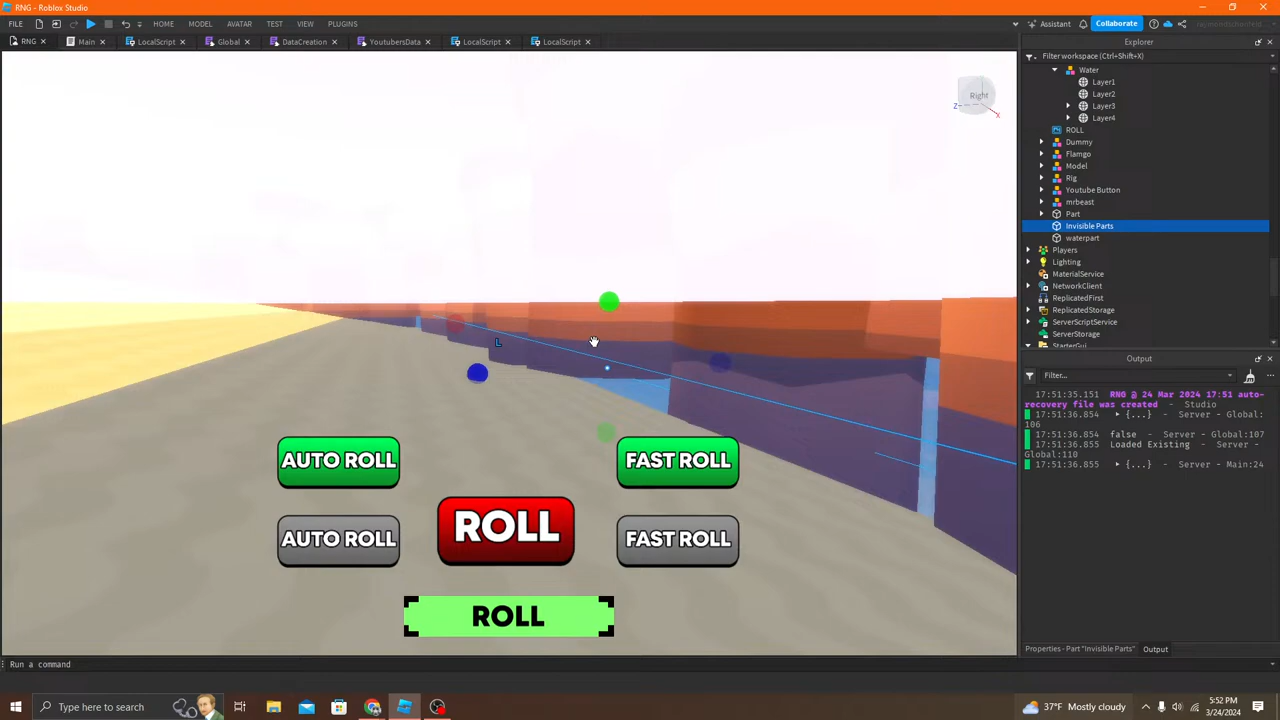 RNG - Roblox Studio
FILE
HOME MODEL AVATAR TEST VIEW PLUGINS
Assistant Collaborate
RNG Main LocalScript Global DataCreation YoutubersData LocalScript LocalScript
Explorer
Filter workspace (Ctrl+Shift+X)
Water
Layer1
Layer2
Layer3
Layer4
ROLL
Dummy
Flamgo
Model
Rig
Youtube Button
mrbeast
Part
Invisible Parts
waterpart
Players
Lighting
MaterialService
NetworkClient
ReplicatedFirst
ReplicatedStorage
ServerScriptService
ServerStorage
StarterGui
Right
Z
X
L
AUTO ROLL
FAST ROLL
ROLL
AUTO ROLL
FAST ROLL
ROLL
Output
Filter...
17:51:35.151 RNG @ 24 Mar 2024 17:51 auto-
recovery file was created - Studio
17:51:36.854 {...} - Server - Global:
106
17:51:36.854 false - Server - Global:107
17:51:36.855 Loaded Existing - Server -
Global:110
17:51:36.855 {...} - Server - Main:24
Properties - Part "Invisible Parts" Output
Run a command
Type here to search
37°F Mostly cloudy
5:52 PM
3/24/2024